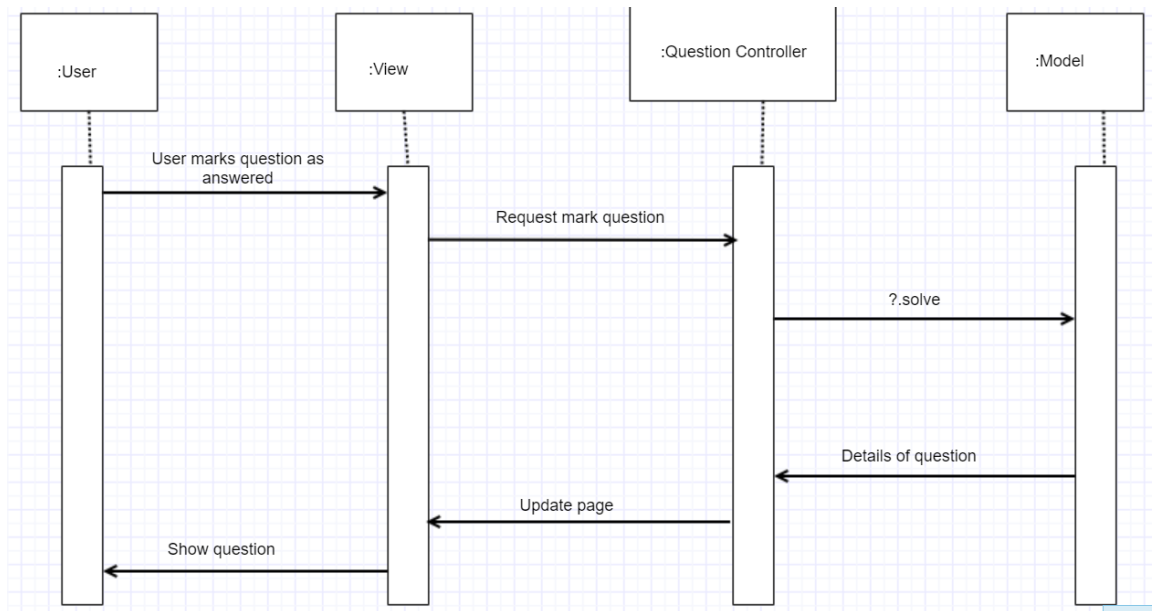 :User
:View
:Question Controller
:Model
User marks question as
answered
Request mark question
?.solve
Details of question
Update page
Show question